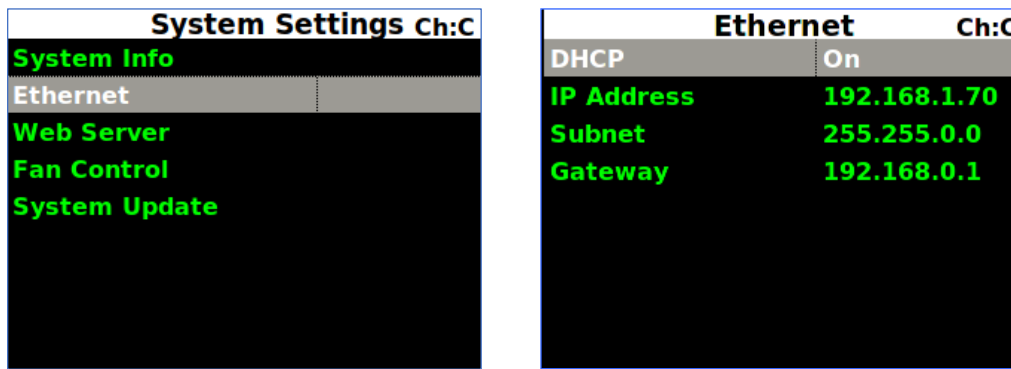 System Settings Ch:C
System Info
Ethernet
Web Server
Fan Control
System Update
Ethernet Ch:C
DHCP On
IP Address 192.168.1.70
Subnet 255.255.0.0
Gateway 192.168.0.1